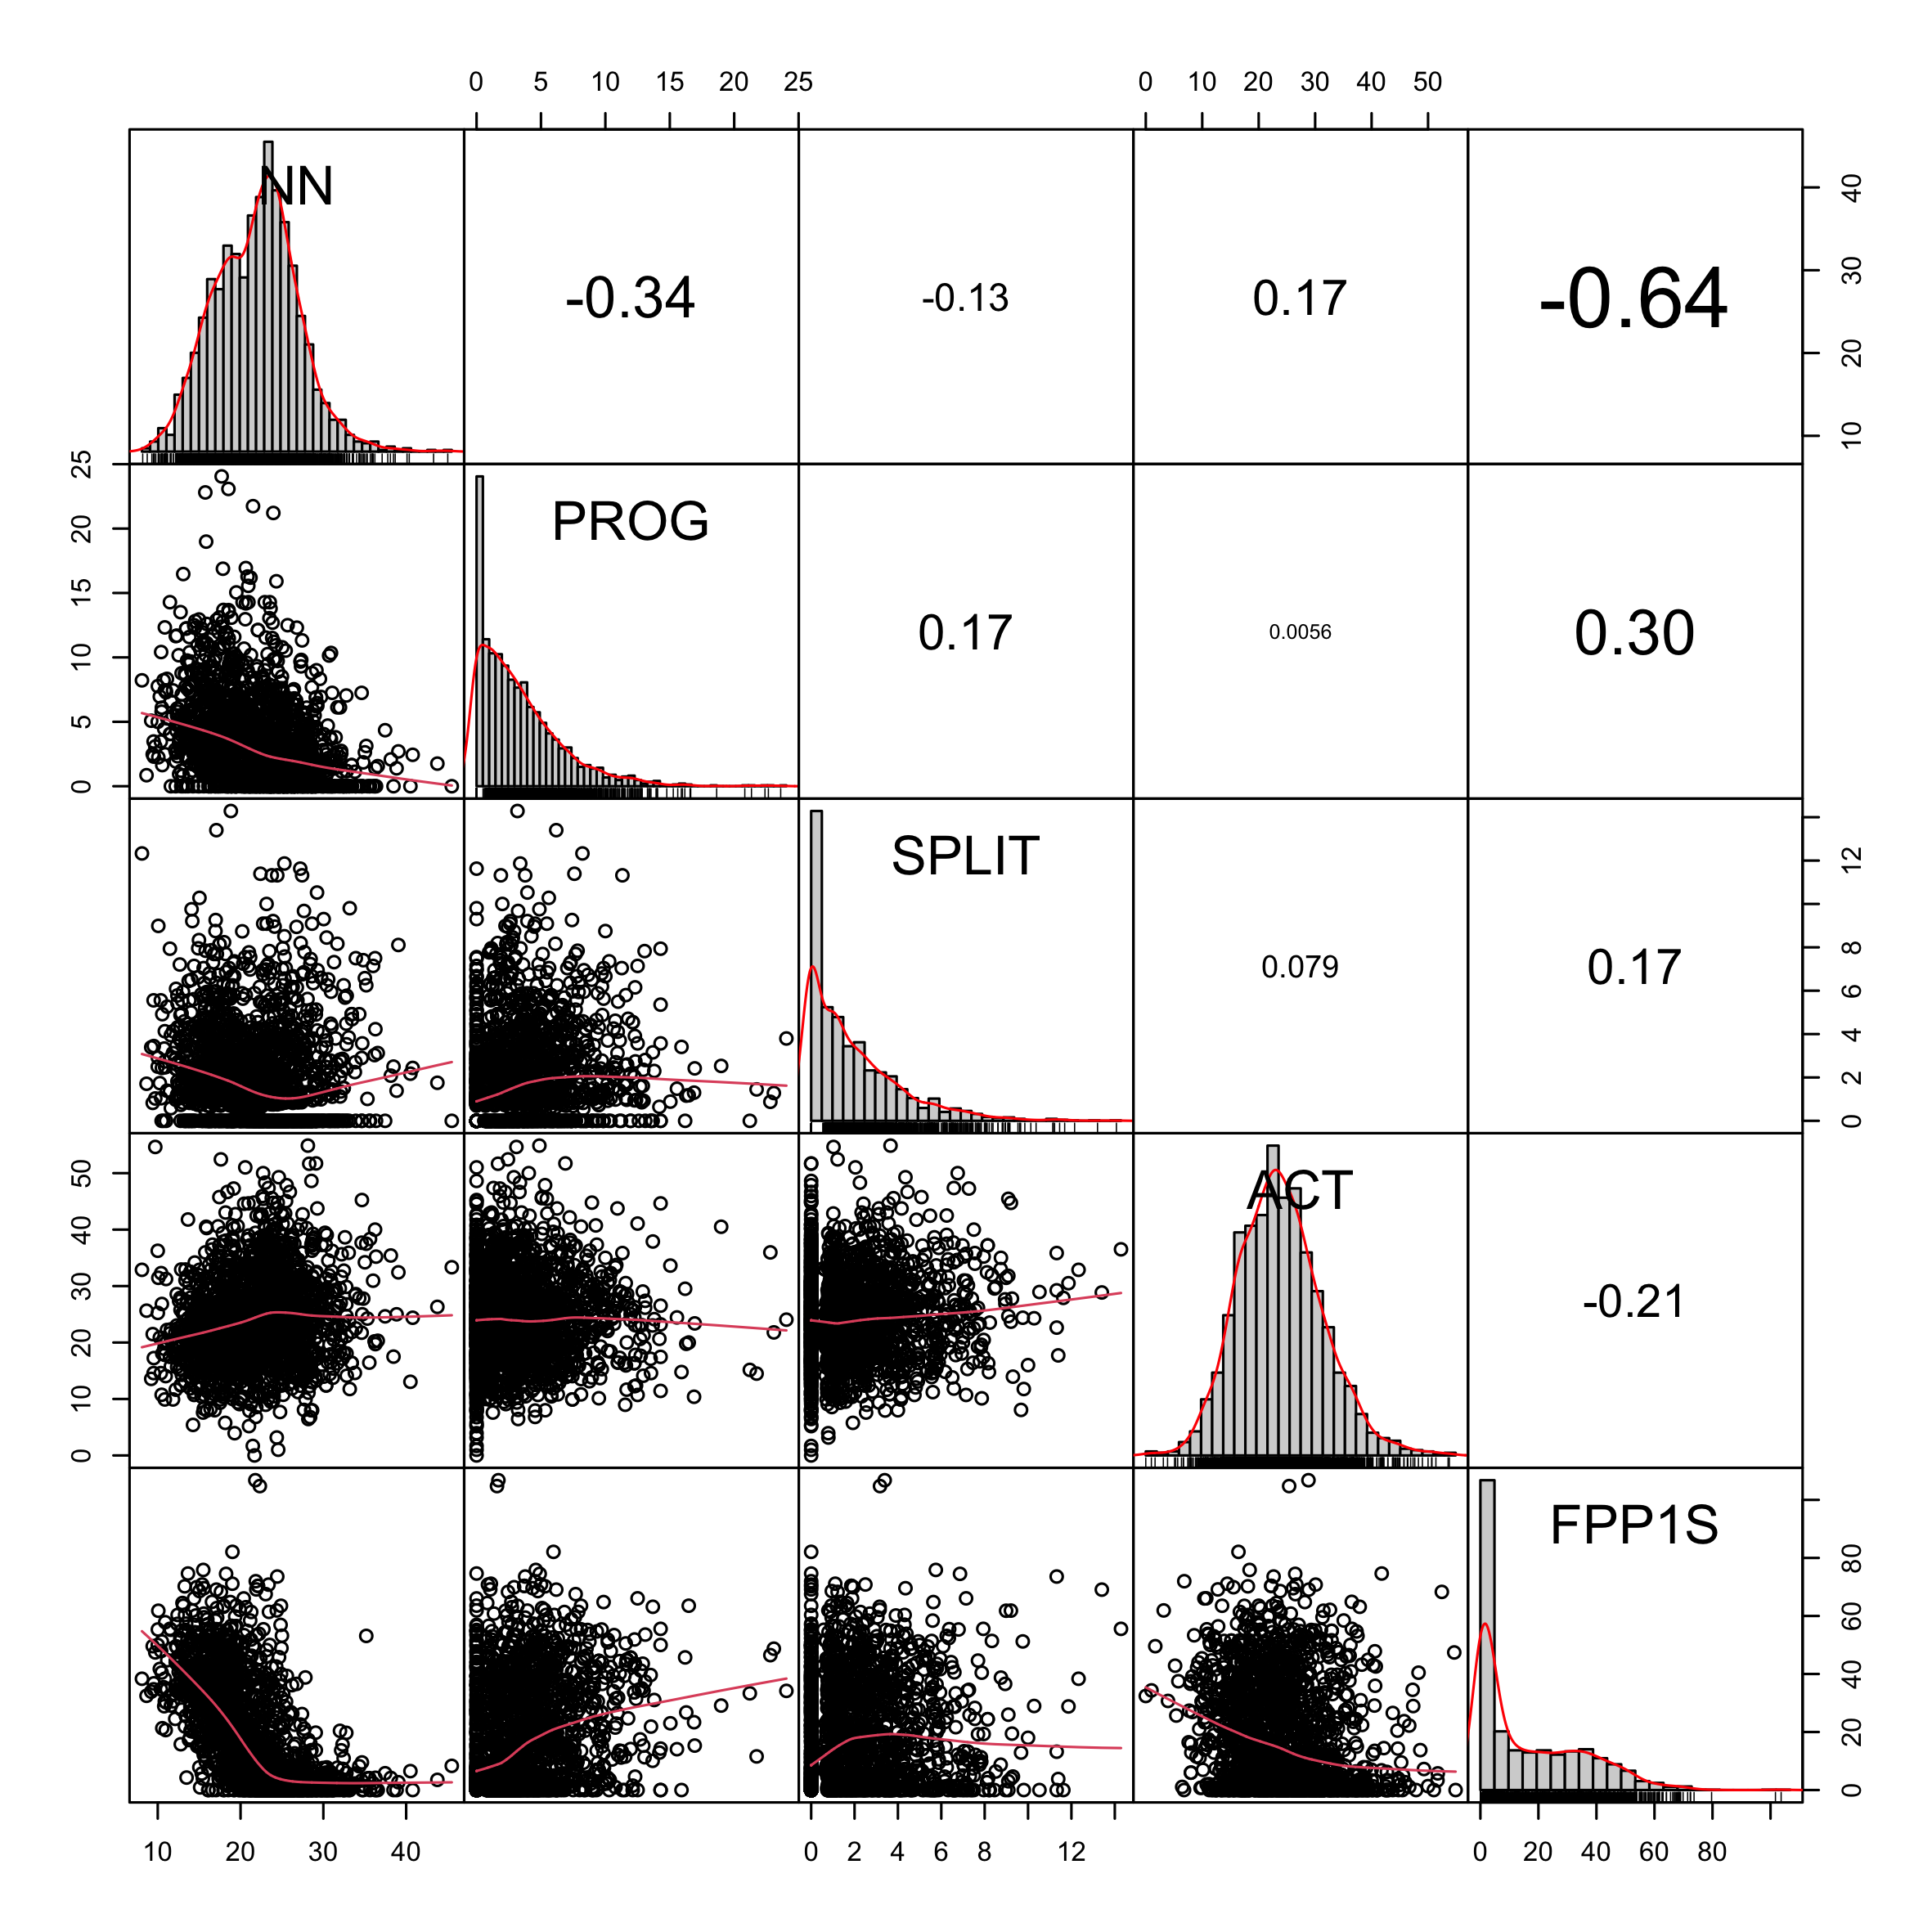 0 5 10 15 20 25 0 10 20 30 40 50
NN -0.34 -0.13 0.17 -0.64 10 20 30 40
0 5 10 15 20 25 PROG 0.17 0.0056 0.30
SPLIT 0.079 0.17 0 2 4 6 8 12
0 10 20 30 40 50 ACT -0.21
FPP1S 0 20 40 60 80
10 20 30 40 0 2 4 6 8 12 0 20 40 60 80